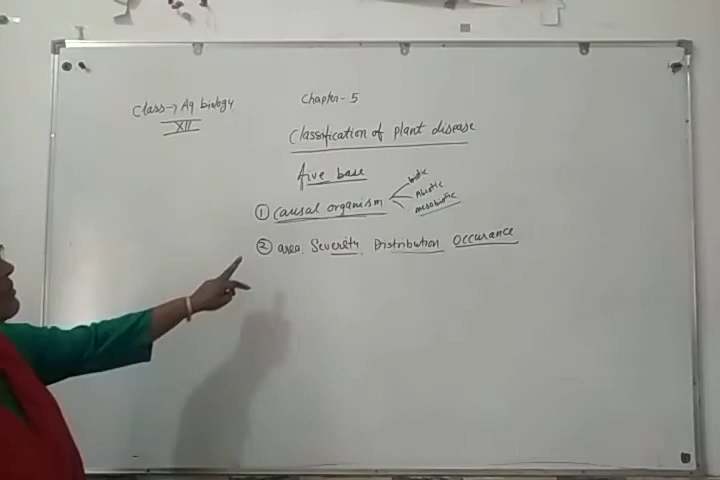 Class→ Ag biology
XII
Chapter - 5
Classification of plant disease
five base
① Causal organism
biotic
Abiotic
mesobiotic
② area, Severity, Distribution Occurance